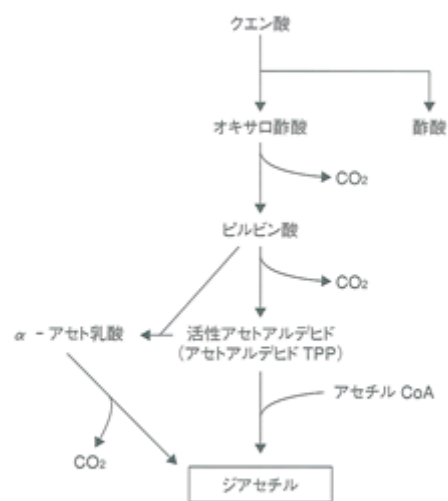 クエン酸
オキサロ酢酸
酢酸
CO₂
ピルビン酸
CO₂
α－アセト乳酸
活性アセトアルデヒド
(アセトアルデヒド TPP)
アセチル CoA
CO₂
ジアセチル